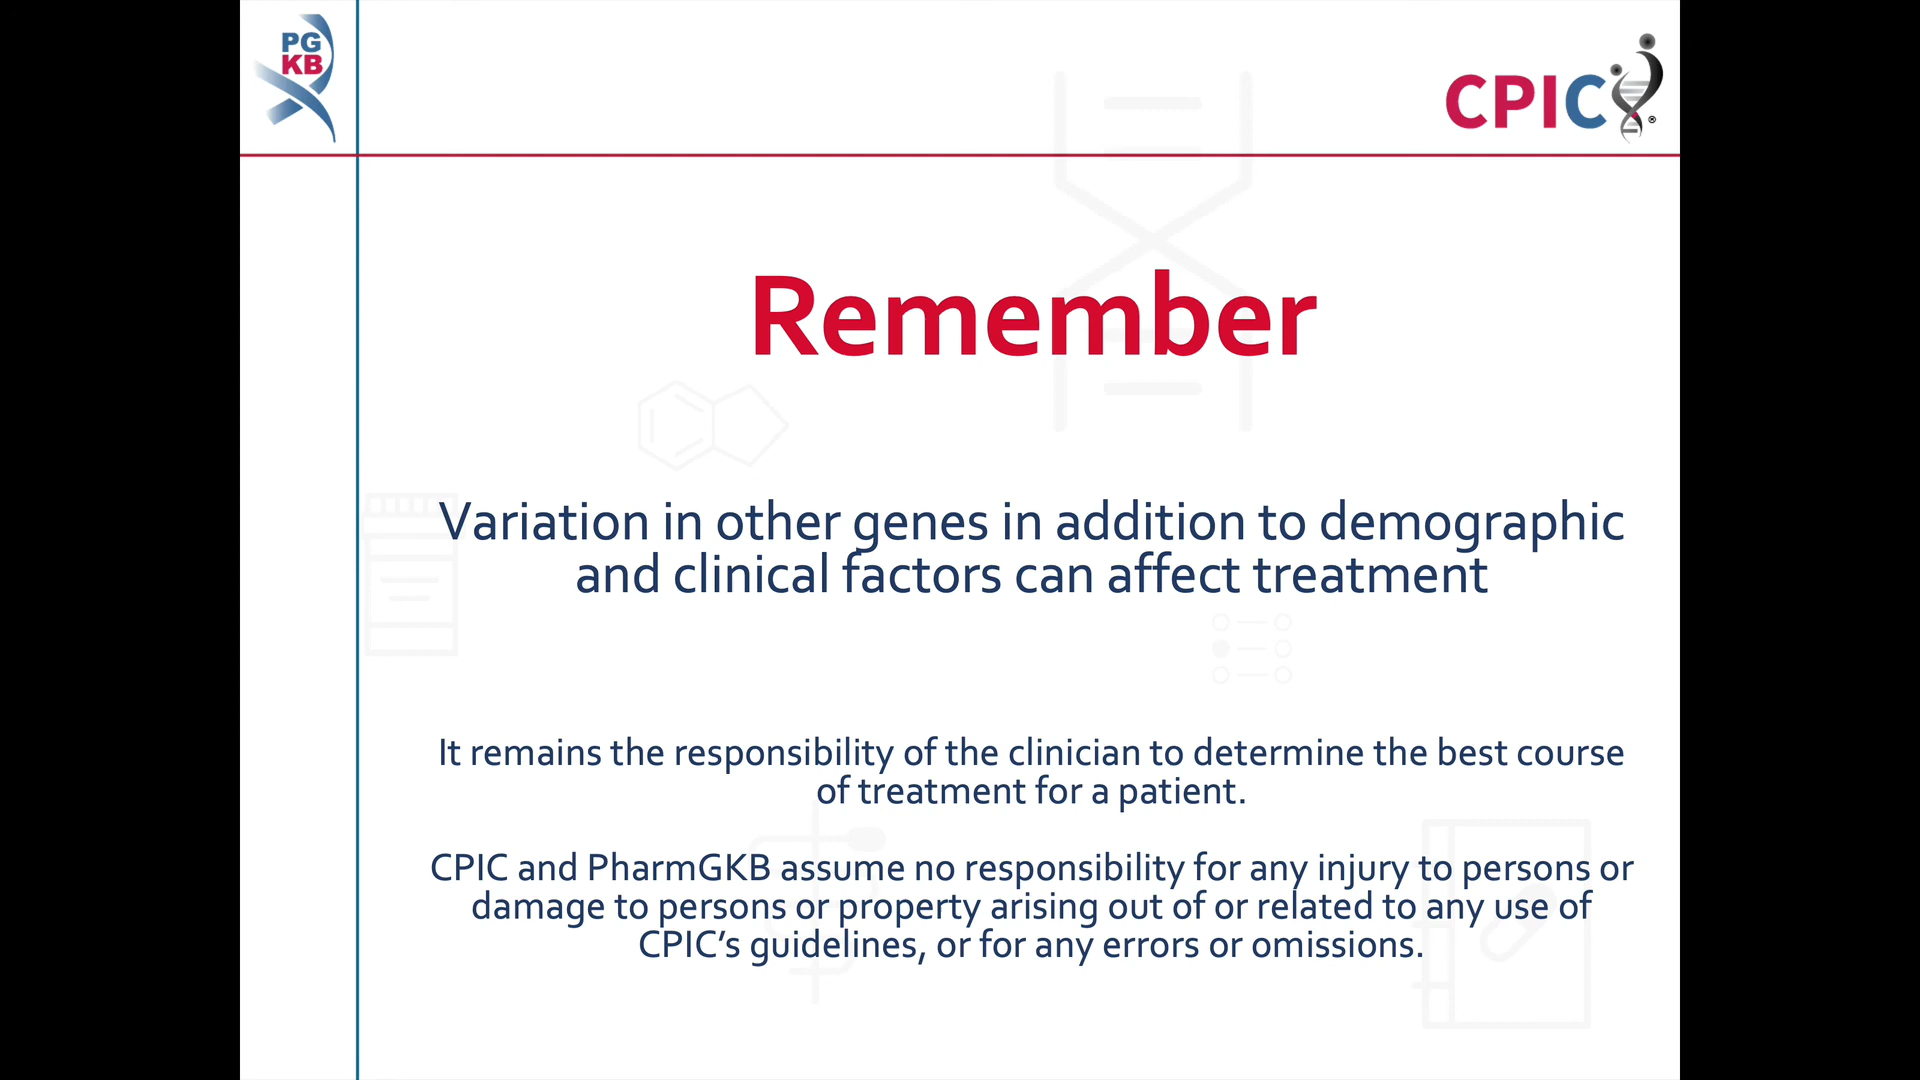 PG
KB
CPIC®
Remember
Variation in other genes in addition to demographic
and clinical factors can affect treatment
It remains the responsibility of the clinician to determine the best course
of treatment for a patient.
CPIC and PharmGKB assume no responsibility for any injury to persons or
damage to persons or property arising out of or related to any use of
CPIC’s guidelines, or for any errors or omissions.